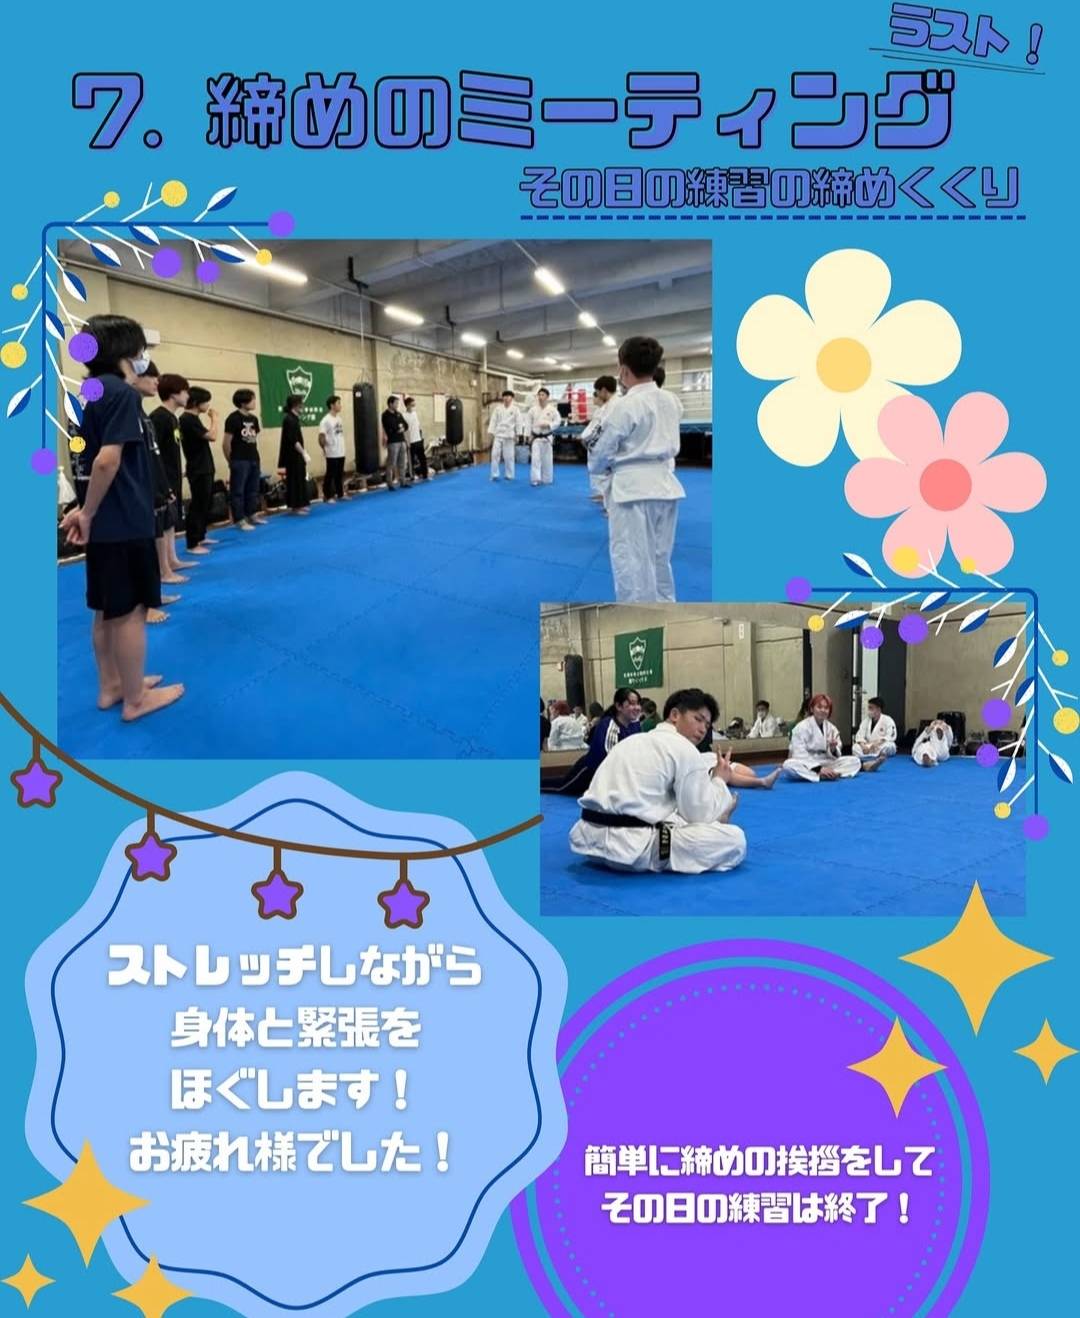 ラスト！
7. 締めのミーティング
その日の練習の締めくくり
ストレッチしながら
身体と緊張を
ほぐします！
お疲れ様でした！
簡単に締めの挨拶をして
その日の練習は終了！